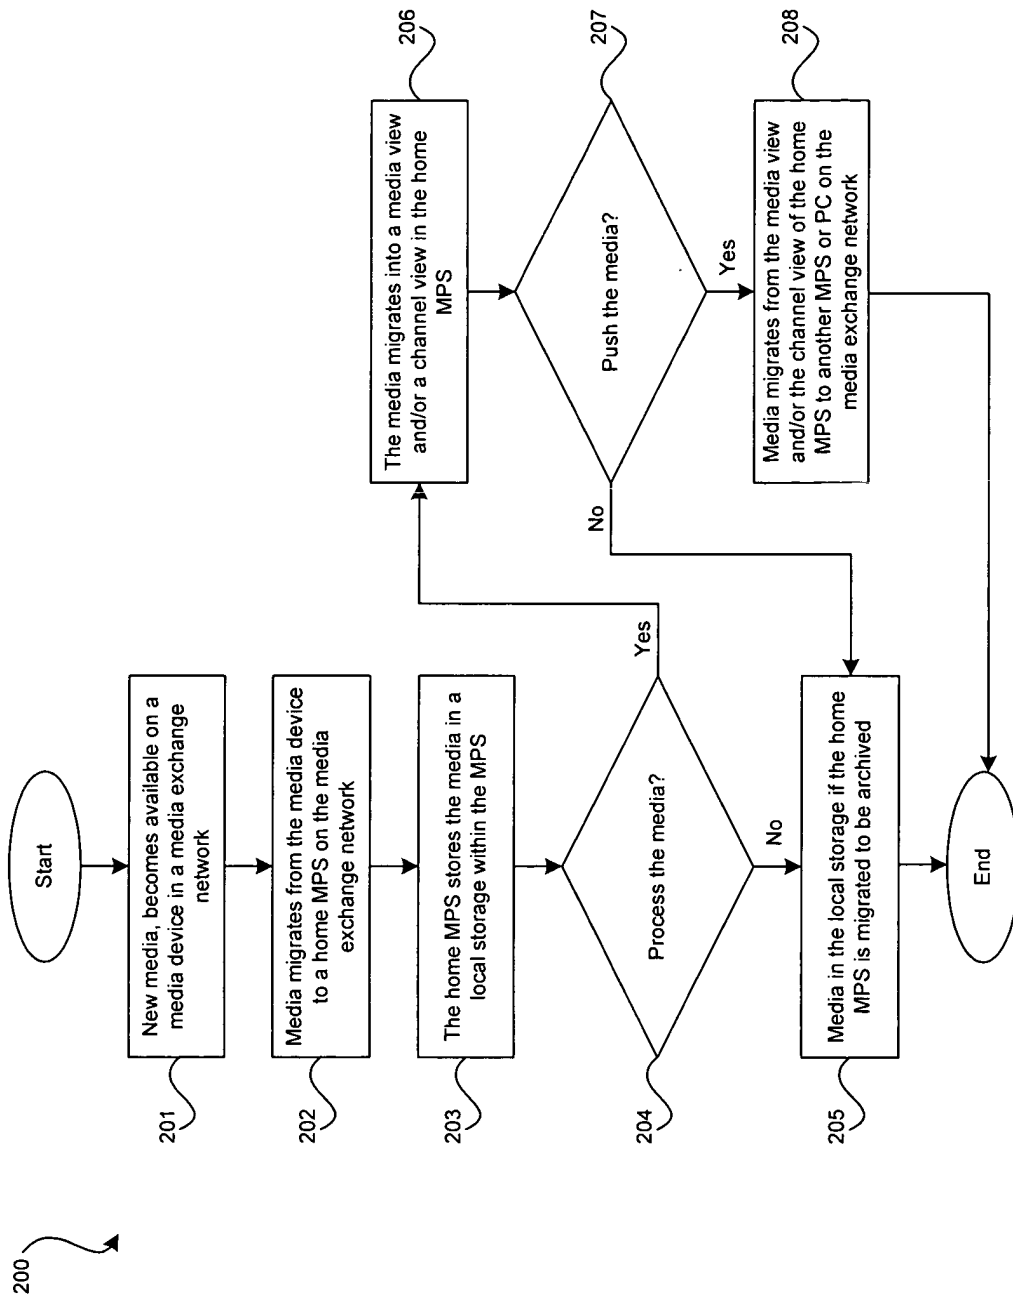 200
Start
New media, becomes available on a
media device in a media exchange
network
201
Media migrates from the media device
to a home MPS on the media
exchange network
202
The home MPS stores the media in a
local storage within the MPS
203
Process the media?
204
Yes
No
Media in the local storage if the home
MPS is migrated to be archived
205
End
The media migrates into a media view
and/or a channel view in the home
MPS
206
Push the media?
207
No
Yes
Media migrates from the media view
and/or the channel view of the home
MPS to another MPS or PC on the
media exchange network
208